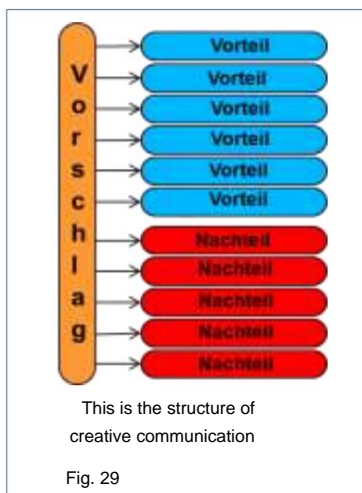 Vorschlag
Vorteil
Vorteil
Vorteil
Vorteil
Vorteil
Vorteil
Nachteil
Nachteil
Nachteil
Nachteil
Nachteil
This is the structure of
creative communication
Fig. 29